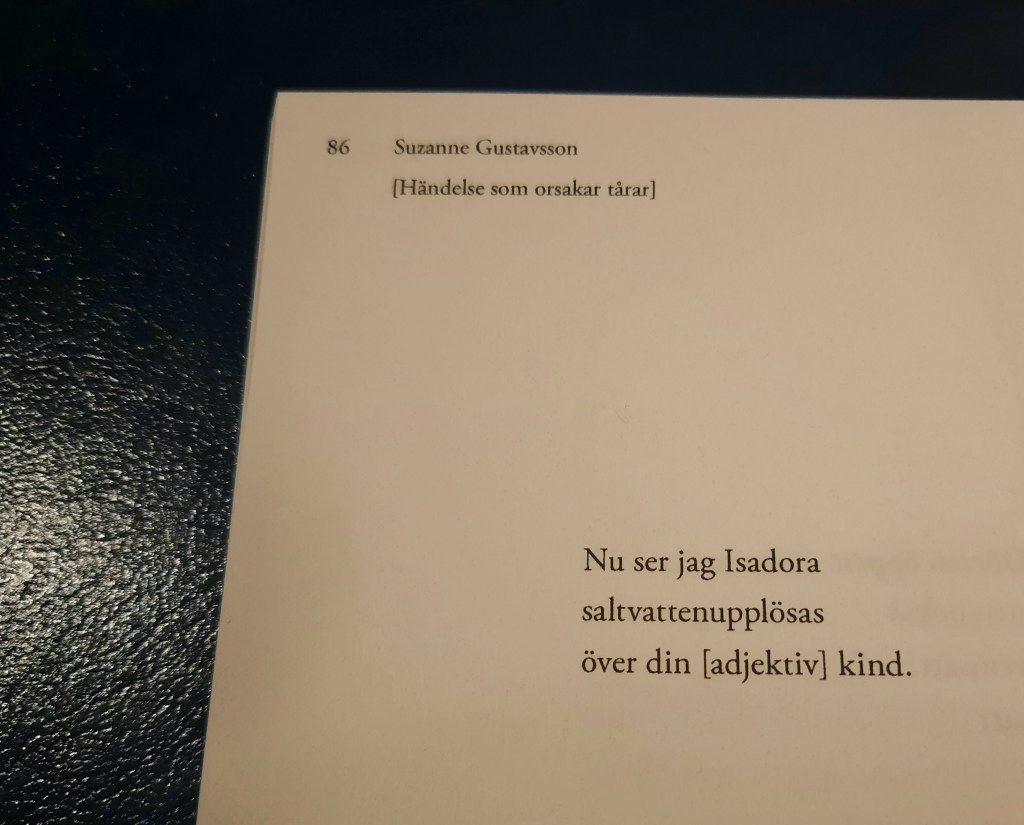 86 Suzanne Gustavsson
[Händelse som orsakar tårar]
Nu ser jag Isadora
saltvattenupplösas
över din [adjektiv] kind.